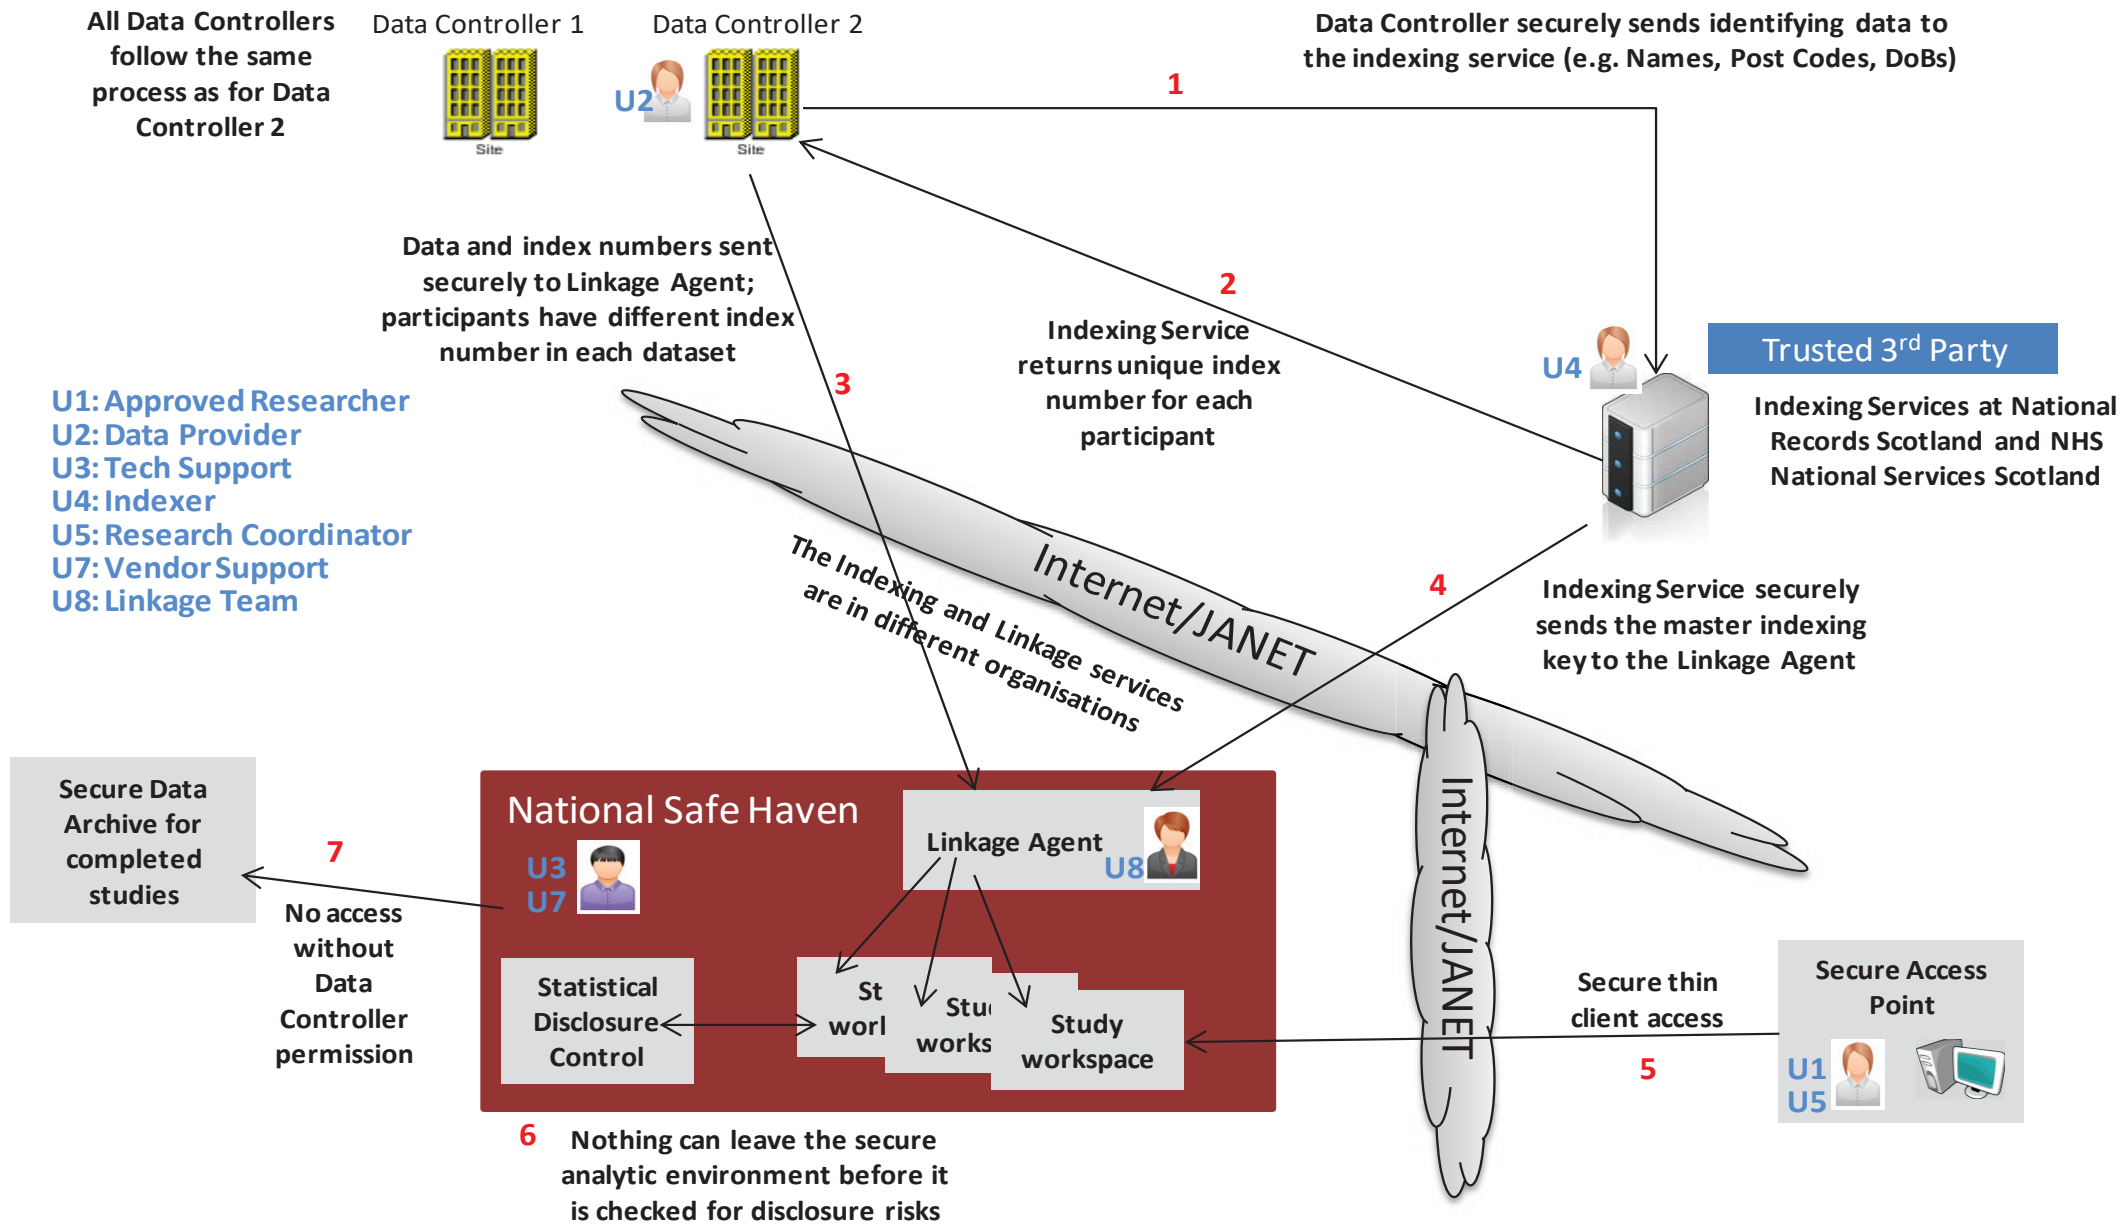 All Data Controllers
follow the same
process as for Data
Controller 2
Data Controller 1
Site
Data Controller 2
U2
Site
1
Data Controller securely sends identifying data to
the indexing service (e.g. Names, Post Codes, DoBs)
Data and index numbers sent
securely to Linkage Agent;
participants have different index
number in each dataset
2
Indexing Service
returns unique index
number for each
participant
3
U4
Trusted 3rd Party
Indexing Services at National
Records Scotland and NHS
National Services Scotland
U1: Approved Researcher
U2: Data Provider
U3: Tech Support
U4: Indexer
U5: Research Coordinator
U7: Vendor Support
U8: Linkage Team
Internet/JANET
The Indexing and Linkage services
are in different organisations
4
Indexing Service securely
sends the master indexing
key to the Linkage Agent
Secure Data
Archive for
completed
studies
7
No access
without
Data
Controller
permission
National Safe Haven
U3
U7
Linkage Agent
U8
Statistical
Disclosure
Control
St
worl
Stu
works
Study
workspace
Internet/JANET
Secure thin
client access
5
Secure Access
Point
U1
U5
6
Nothing can leave the secure
analytic environment before it
is checked for disclosure risks